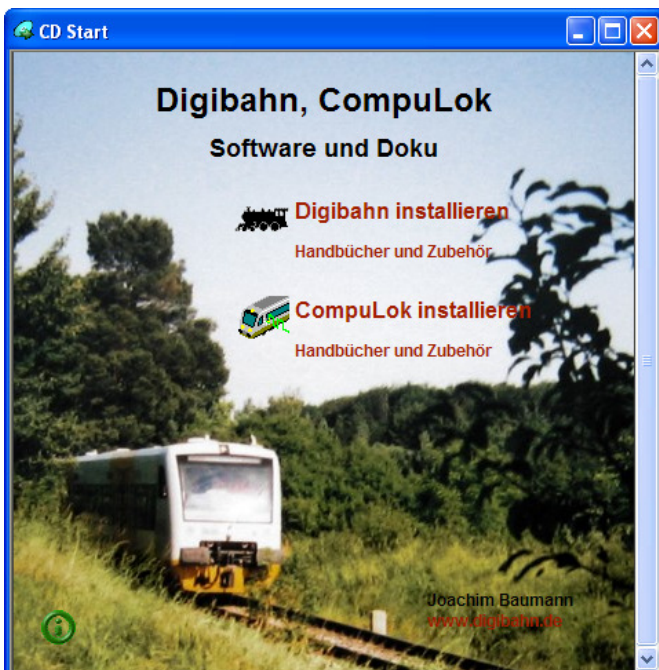 CD Start
Digibahn, CompuLok
Software und Doku
Digibahn installieren
Handbücher und Zubehör
CompuLok installieren
Handbücher und Zubehör
Joachim Baumann
www.digibahn.de